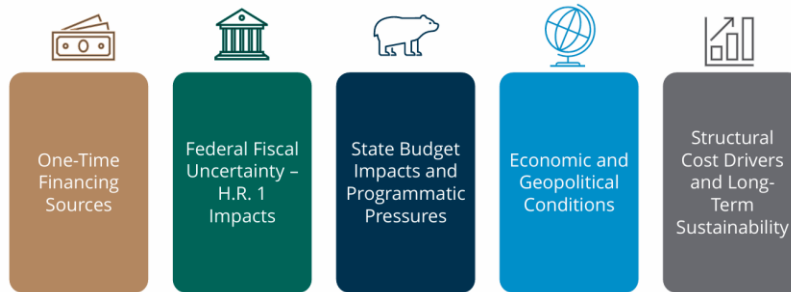 One-Time
Financing
Sources
Federal Fiscal
Uncertainty –
H.R. 1
Impacts
State Budget
Impacts and
Programmatic
Pressures
Economic and
Geopolitical
Conditions
Structural
Cost Drivers
and Long-
Term
Sustainability